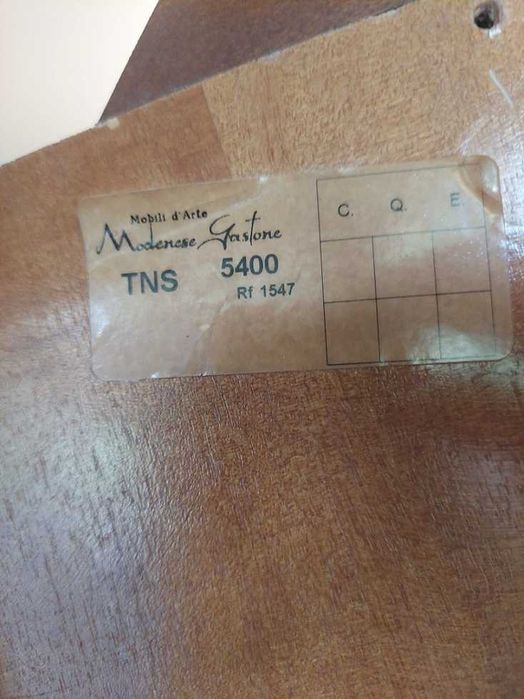 Mobili d'Arte
Modenese Gastone
TNS 5400
Rf 1547
C. Q. E.